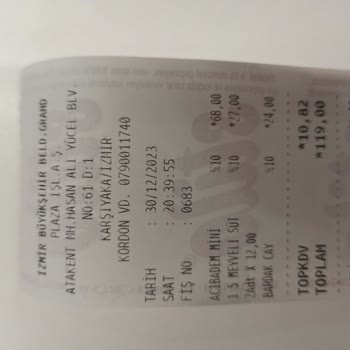 İZMİR BÜYÜKŞEHİR BELD.GRAND
PLAZA İŞL.A.Ş.
ATAKENT MH.HASAN ALİ YÜCEL BLV.
NO:61 D:1
KARŞIYAKA/İZMİR
KORDON VD. 0790011740
TARİH : 30/12/2023
SAAT : 20:39:55
FİŞ NO : 0683
ACIBADEM MİNİ %10 *68,00
1 5 MEYVELİ SÜT %10 *27,00
2Adt X 12,00
BARDAK ÇAY %10 *24,00
TOPKDV *10,82
TOPLAM *119,00